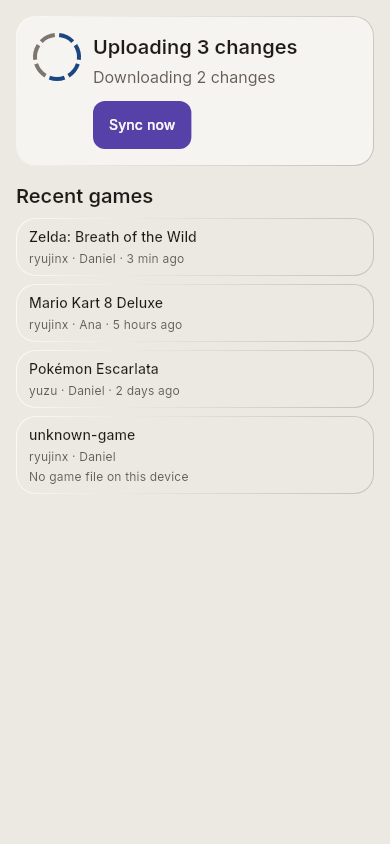 Uploading 3 changes
Downloading 2 changes
Sync now
Recent games
Zelda: Breath of the Wild
ryujinx · Daniel · 3 min ago
Mario Kart 8 Deluxe
ryujinx · Ana · 5 hours ago
Pokémon Escarlata
yuzu · Daniel · 2 days ago
unknown-game
ryujinx · Daniel
No game file on this device